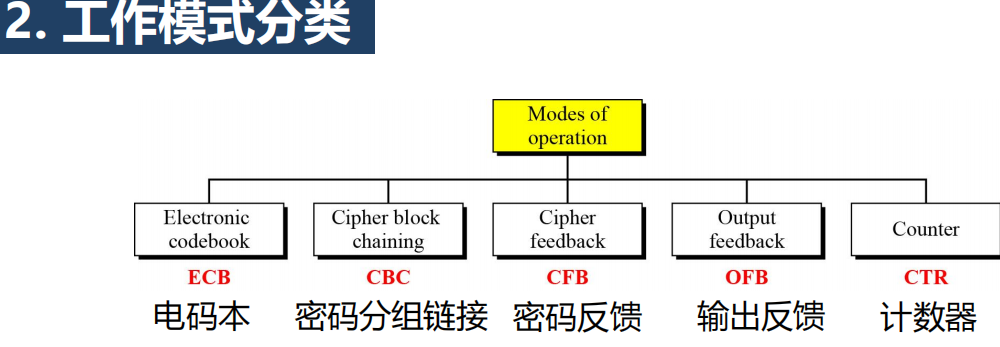 2. 工作模式分类
Modes of
operation
Electronic
codebook
Cipher block
chaining
Cipher
feedback
Output
feedback
Counter
ECB
CBC
CFB
OFB
CTR
电码本
密码分组链接
密码反馈
输出反馈
计数器